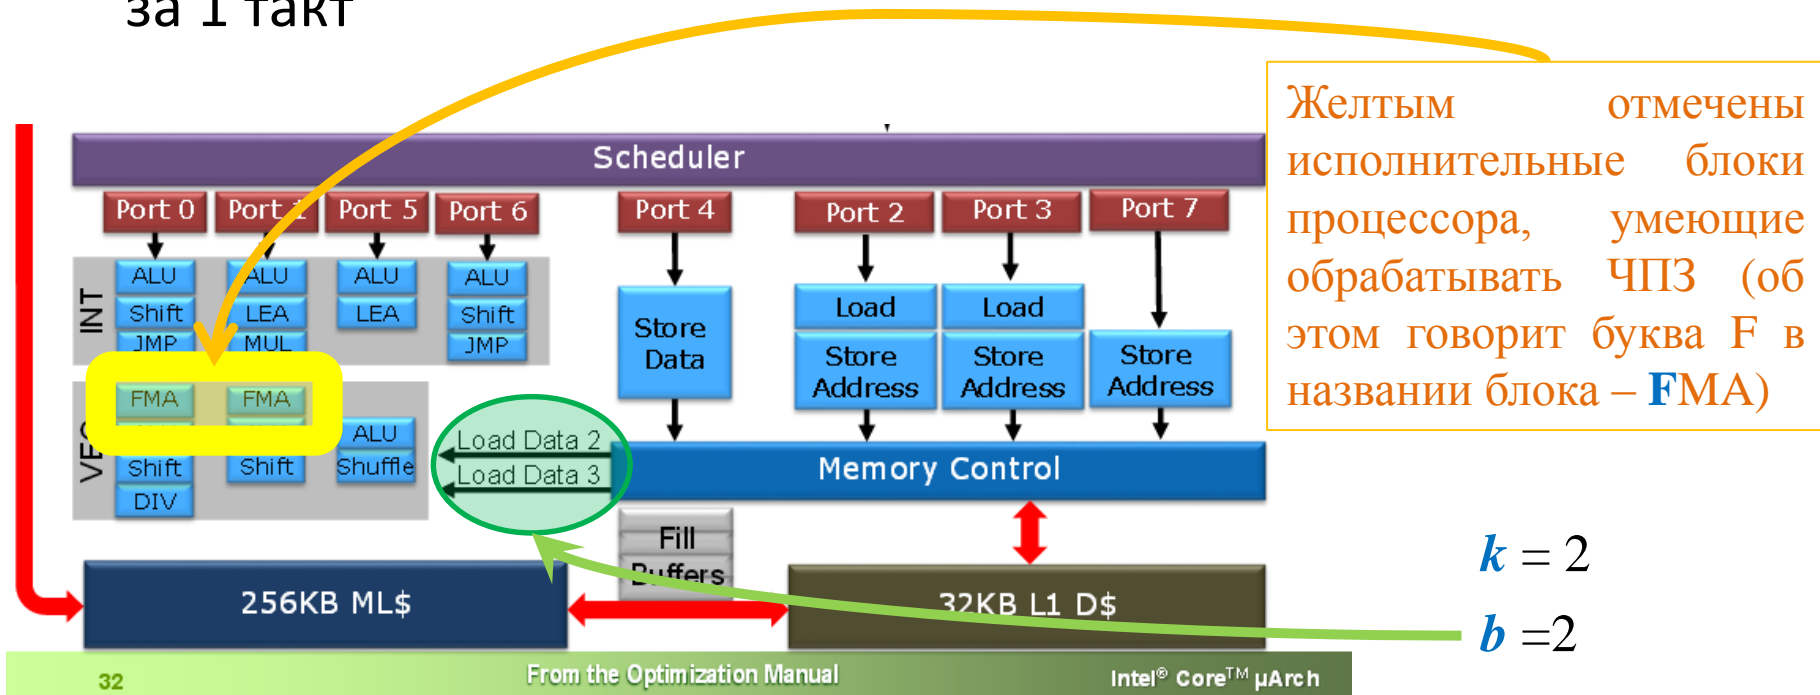 за 1 такт
Желтым отмечены
исполнительные блоки
процессора, умеющие
обрабатывать ЧПЗ (об
этом говорит буква F в
названии блока – FMA)
Scheduler
Port 0 Port 1 Port 5 Port 6 Port 4 Port 2 Port 3 Port 7
INT
ALU ALU ALU ALU
Shift LEA LEA Shift
JMP MUL JMP
Store
Data
Load Load
Store
Address
Store
Address
Store
Address
VEC
FMA FMA
ALU
Shift Shift Shuffle
DIV
Load Data 2
Load Data 3
Memory Control
Fill
Buffers
256KB ML$
32KB L1 D$
k = 2
b =2
32 From the Optimization Manual Intel® Core™ µArch